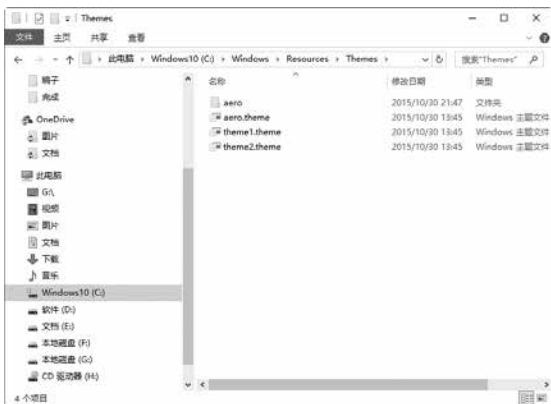 Themes
文件 主页 共享 查看
此电脑 › Windows10 (C:) › Windows › Resources › Themes › 搜索"Themes"
名称 修改日期 类型
稿子
完成
OneDrive
图片
文档
此电脑
G:\
视频
图片
文档
下载
音乐
Windows10 (C:)
软件 (D:)
文档 (E:)
本地磁盘 (F:)
本地磁盘 (G:)
CD 驱动器 (H:)
aero 2015/10/30 21:47 文件夹
aero.theme 2015/10/30 13:45 Windows 主题文件
theme1.theme 2015/10/30 13:45 Windows 主题文件
theme2.theme 2015/10/30 13:45 Windows 主题文件
4 个项目